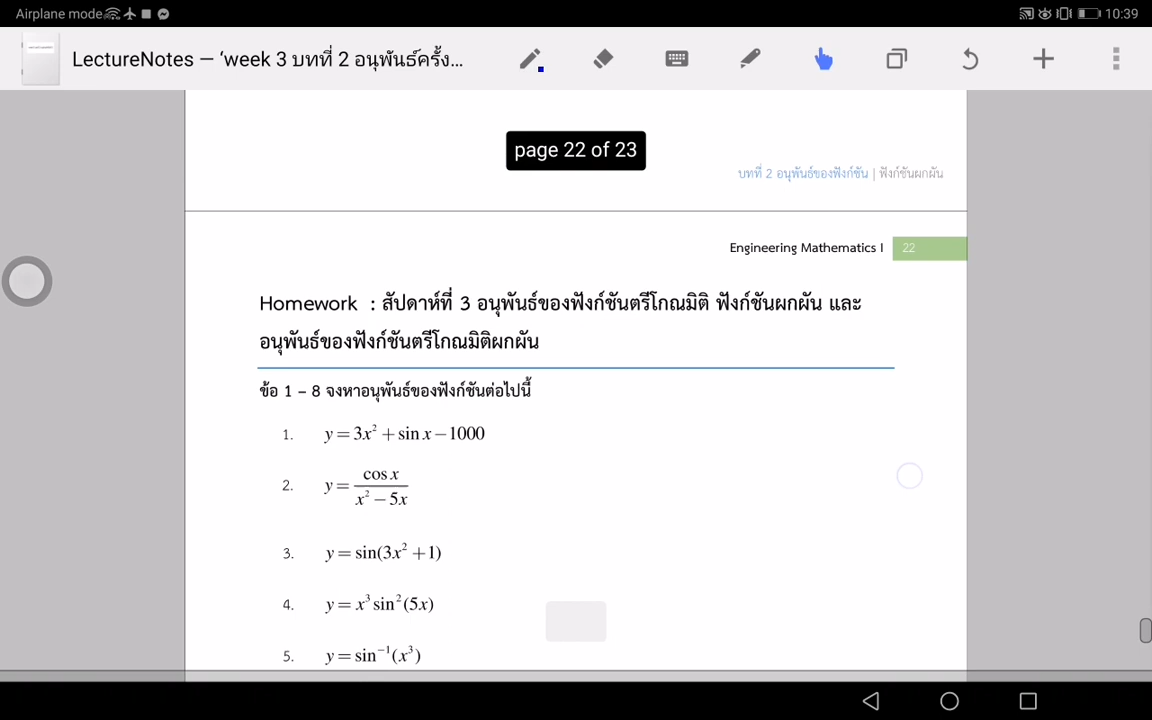 Airplane mode 10:39
LectureNotes — ‘week 3 บทที่ 2 อนุพันธ์ครั้ง...
page 22 of 23
บทที่ 2 อนุพันธ์ของฟังก์ชัน | ฟังก์ชันผกผัน
Engineering Mathematics I 22
Homework : สัปดาห์ที่ 3 อนุพันธ์ของฟังก์ชันตรีโกณมิติ ฟังก์ชันผกผัน และ
อนุพันธ์ของฟังก์ชันตรีโกณมิติผกผัน
ข้อ 1 – 8 จงหาอนุพันธ์ของฟังก์ชันต่อไปนี้
1. y = 3x² + sin x − 1000
2. y = cos x / x² − 5x
3. y = sin(3x² + 1)
4. y = x³ sin²(5x)
5. y = sin⁻¹(x³)